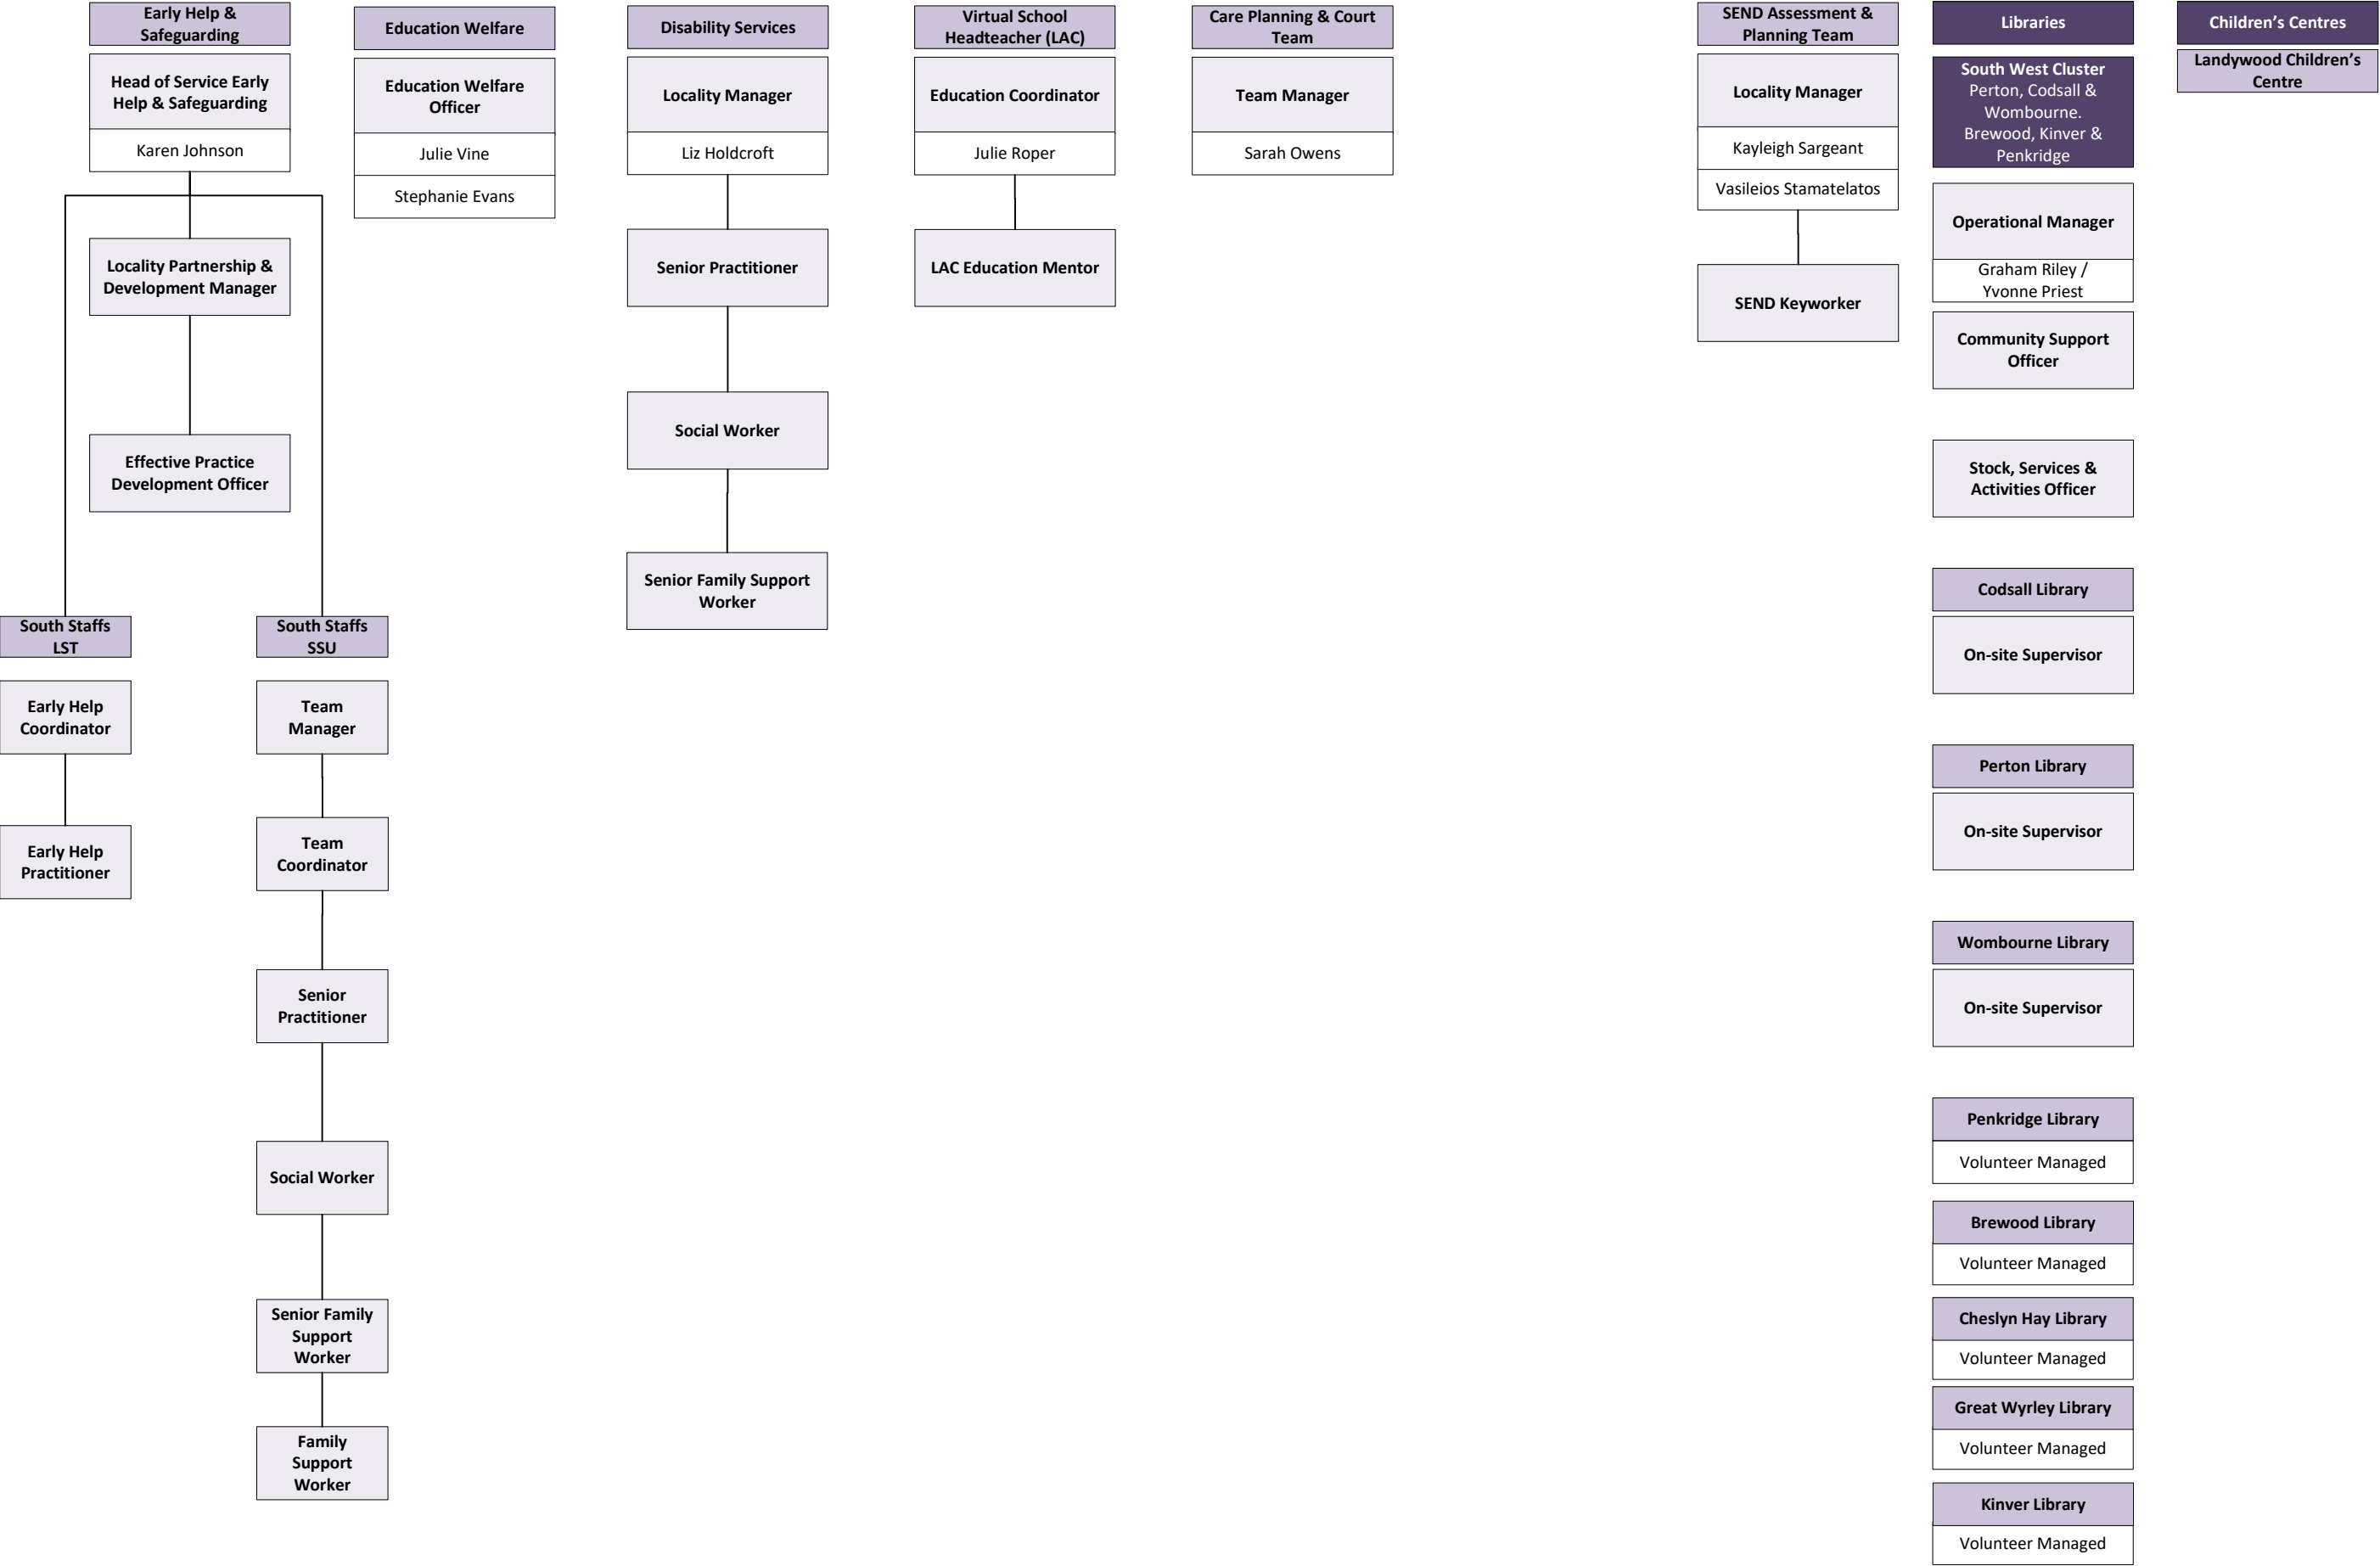 Early Help &
Safeguarding
Head of Service Early
Help & Safeguarding
Karen Johnson
Locality Partnership &
Development Manager
Effective Practice
Development Officer
South Staffs
LST
Early Help
Coordinator
Early Help
Practitioner
South Staffs
SSU
Team
Manager
Team
Coordinator
Senior
Practitioner
Social Worker
Senior Family
Support
Worker
Family
Support
Worker
Education Welfare
Education Welfare
Officer
Julie Vine
Stephanie Evans
Disability Services
Locality Manager
Liz Holdcroft
Senior Practitioner
Social Worker
Senior Family Support
Worker
Virtual School
Headteacher (LAC)
Education Coordinator
Julie Roper
LAC Education Mentor
Care Planning & Court
Team
Team Manager
Sarah Owens
SEND Assessment &
Planning Team
Locality Manager
Kayleigh Sargeant
Vasileios Stamatelatos
SEND Keyworker
Libraries
South West Cluster
Perton, Codsall &
Wombourne.
Brewood, Kinver &
Penkridge
Operational Manager
Graham Riley /
Yvonne Priest
Community Support
Officer
Stock, Services &
Activities Officer
Codsall Library
On-site Supervisor
Perton Library
On-site Supervisor
Wombourne Library
On-site Supervisor
Penkridge Library
Volunteer Managed
Brewood Library
Volunteer Managed
Cheslyn Hay Library
Volunteer Managed
Great Wyrley Library
Volunteer Managed
Kinver Library
Volunteer Managed
Children’s Centres
Landywood Children’s
Centre